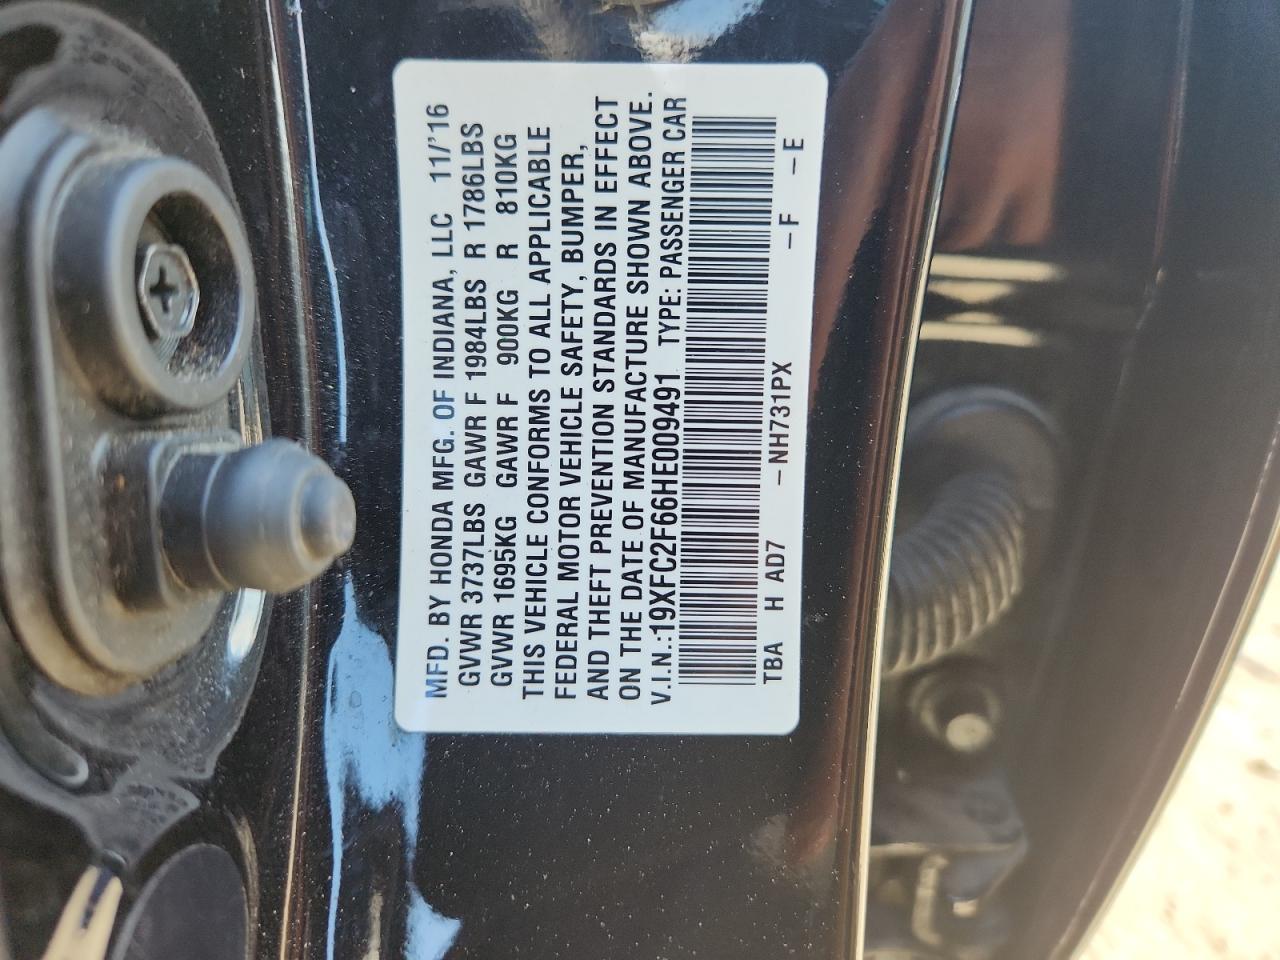 MFD. BY HONDA MFG. OF INDIANA, LLC 11/'16
GVWR 3737LBS GAWR F 1984LBS R 1786LBS
GVWR 1695KG GAWR F 900KG R 810KG
THIS VEHICLE CONFORMS TO ALL APPLICABLE
FEDERAL MOTOR VEHICLE SAFETY, BUMPER,
AND THEFT PREVENTION STANDARDS IN EFFECT
ON THE DATE OF MANUFACTURE SHOWN ABOVE.
V.I.N.:19XFC2F66HE009491 TYPE: PASSENGER CAR
TBA H AD7 –NH731PX –F –E